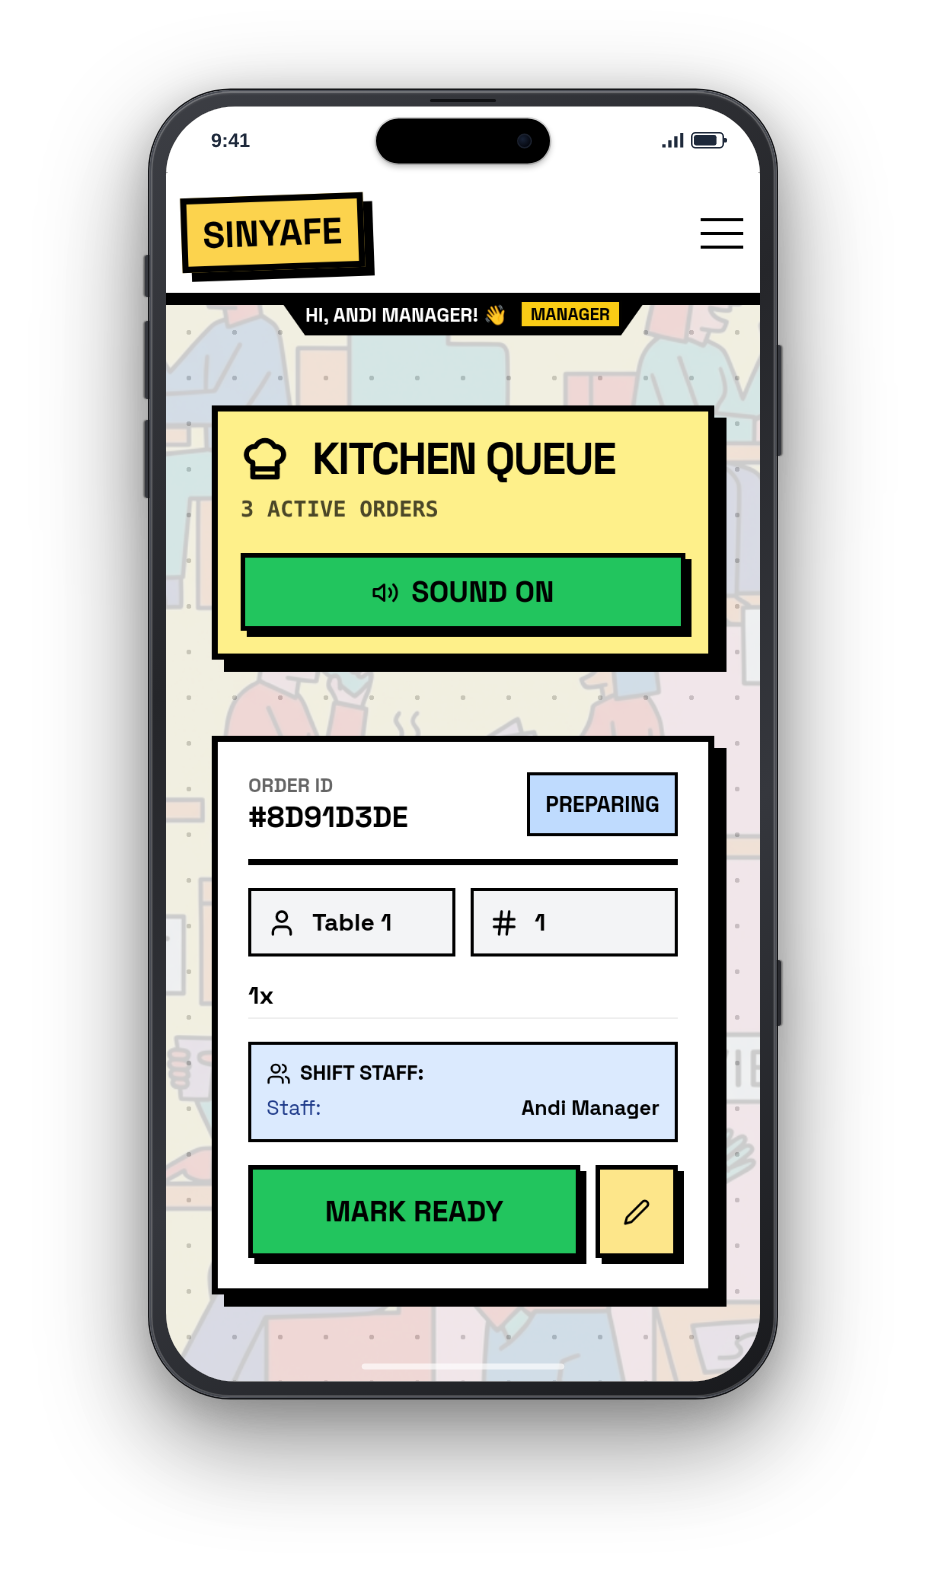 9:41
SINYAFE
HI, ANDI MANAGER! 👋 MANAGER
KITCHEN QUEUE
3 ACTIVE ORDERS
SOUND ON
ORDER ID
#8D91D3DE
PREPARING
Table 1
# 1
1x
SHIFT STAFF:
Staff: Andi Manager
MARK READY